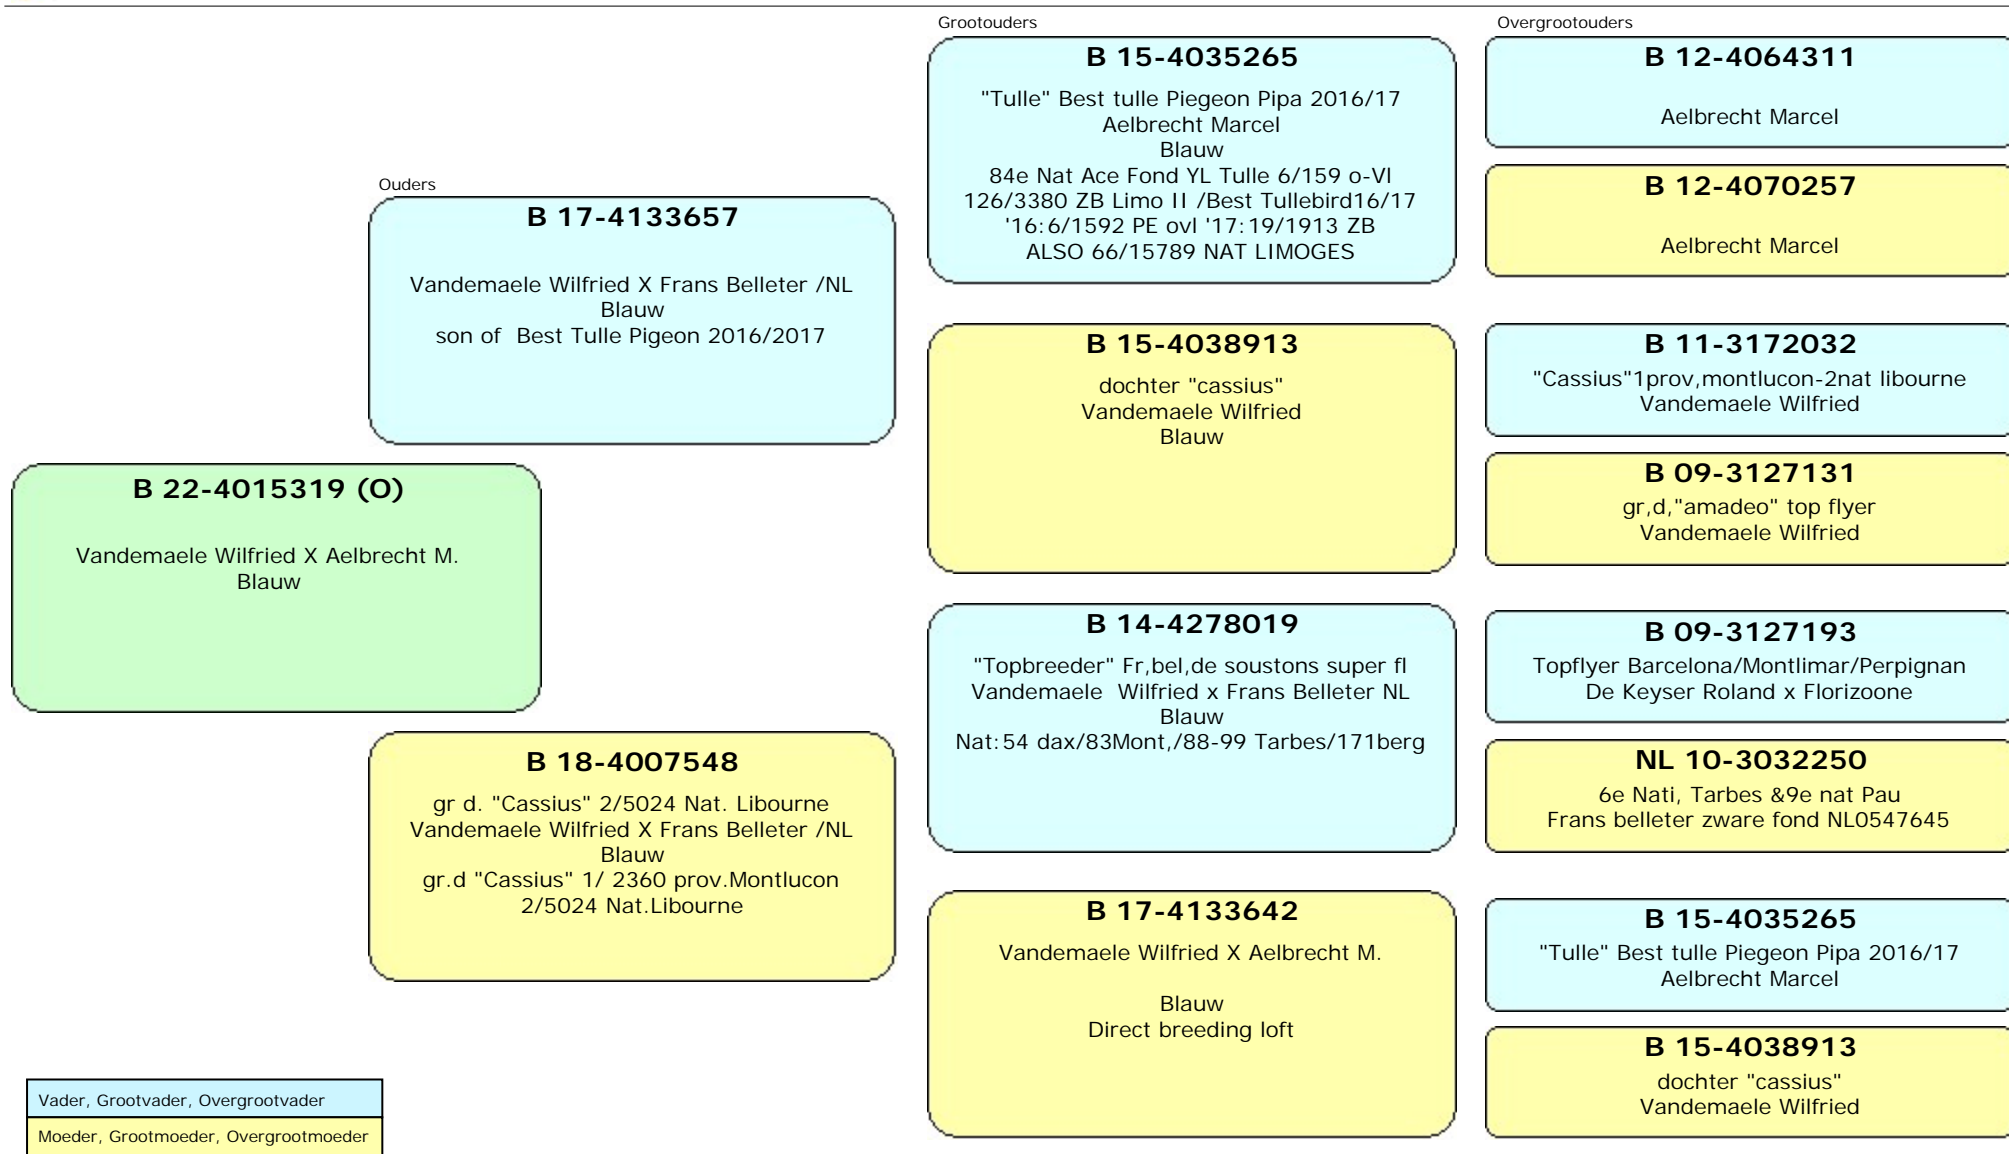 Grootouders
Overgrootouders
Ouders
B 22-4015319 (O)
Vandemaele Wilfried X Aelbrecht M.
Blauw
B 17-4133657
Vandemaele Wilfried X Frans Belleter /NL
Blauw
son of  Best Tulle Pigeon 2016/2017
B 18-4007548
gr d. "Cassius" 2/5024 Nat. Libourne
Vandemaele Wilfried X Frans Belleter /NL
Blauw
gr.d "Cassius" 1/ 2360 prov.Montlucon
2/5024 Nat.Libourne
B 15-4035265
"Tulle" Best tulle Piegeon Pipa 2016/17
Aelbrecht Marcel
Blauw
84e Nat Ace Fond YL Tulle 6/159 o-Vl
126/3380 ZB Limo II /Best Tullebird16/17
'16:6/1592 PE ovl '17:19/1913 ZB
ALSO 66/15789 NAT LIMOGES
B 15-4038913
dochter "cassius"
Vandemaele Wilfried
Blauw
B 14-4278019
"Topbreeder" Fr,bel,de soustons super fl
Vandemaele  Wilfried x Frans Belleter NL
Blauw
Nat:54 dax/83Mont,/88-99 Tarbes/171berg
B 17-4133642
Vandemaele Wilfried X Aelbrecht M.
Blauw
Direct breeding loft
B 12-4064311
Aelbrecht Marcel
B 12-4070257
Aelbrecht Marcel
B 11-3172032
"Cassius"1prov,montlucon-2nat libourne
Vandemaele Wilfried
B 09-3127131
gr,d,"amadeo" top flyer
Vandemaele Wilfried
B 09-3127193
Topflyer Barcelona/Montlimar/Perpignan
De Keyser Roland x Florizoone
NL 10-3032250
6e Nati, Tarbes &9e nat Pau
Frans belleter zware fond NL0547645
B 15-4035265
"Tulle" Best tulle Piegeon Pipa 2016/17
Aelbrecht Marcel
B 15-4038913
dochter "cassius"
Vandemaele Wilfried
Vader, Grootvader, Overgrootvader
Moeder, Grootmoeder, Overgrootmoeder